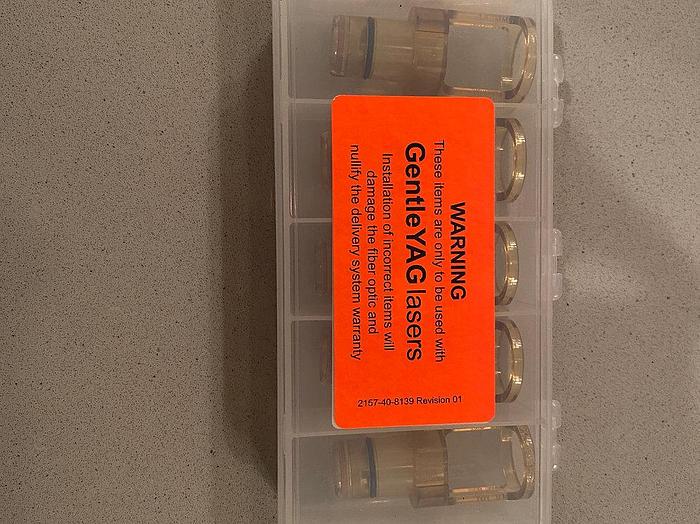 WARNING
These items are only to be used with
GentleYAG lasers
Installation of incorrect items will
damage the fiber optic and
nullify the delivery system warranty
2157-40-8139 Revision 01